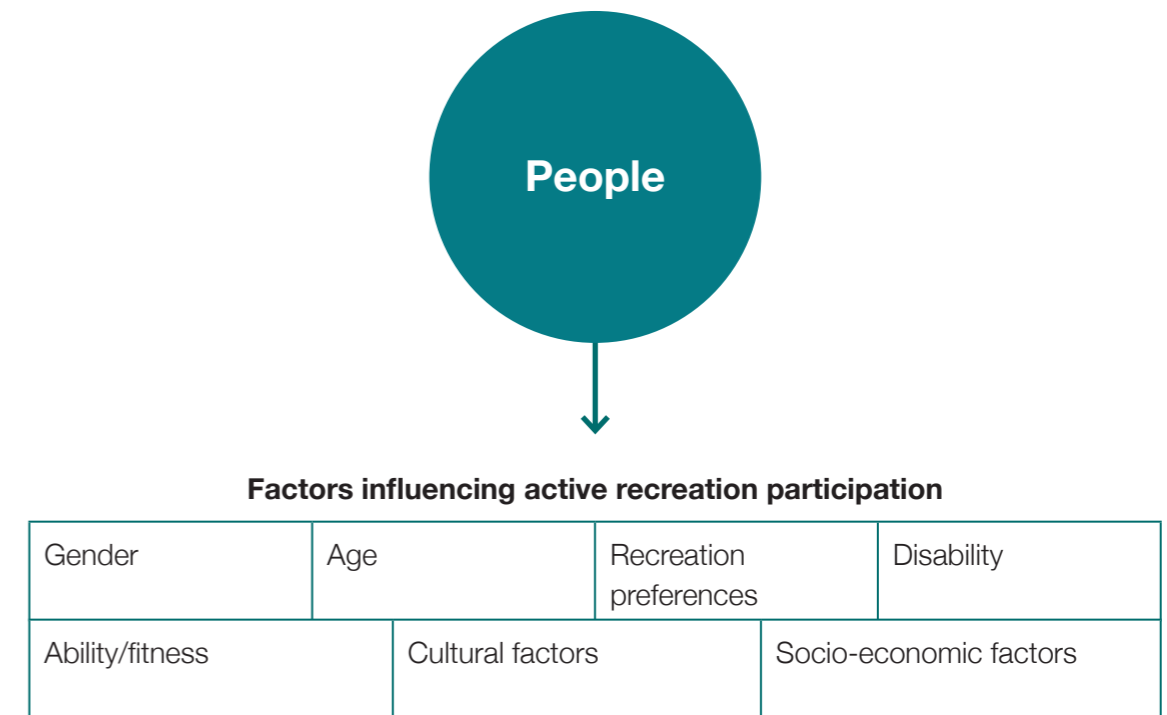 People
Factors influencing active recreation participation
Gender
Age
Recreation
preferences
Disability
Ability/fitness
Cultural factors
Socio-economic factors